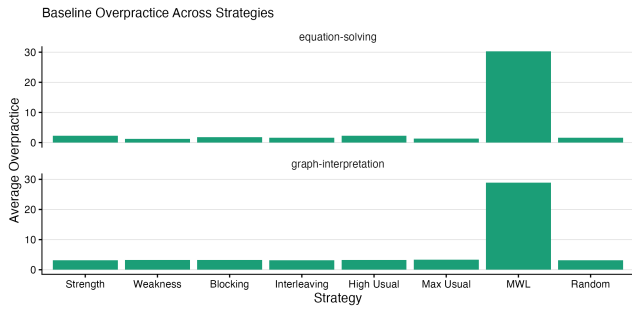 Baseline Overpractice Across Strategies
equation-solving
30
20
10
0
graph-interpretation
30
20
10
0
Average Overpractice
Strength Weakness Blocking Interleaving High Usual Max Usual MWL Random
Strategy